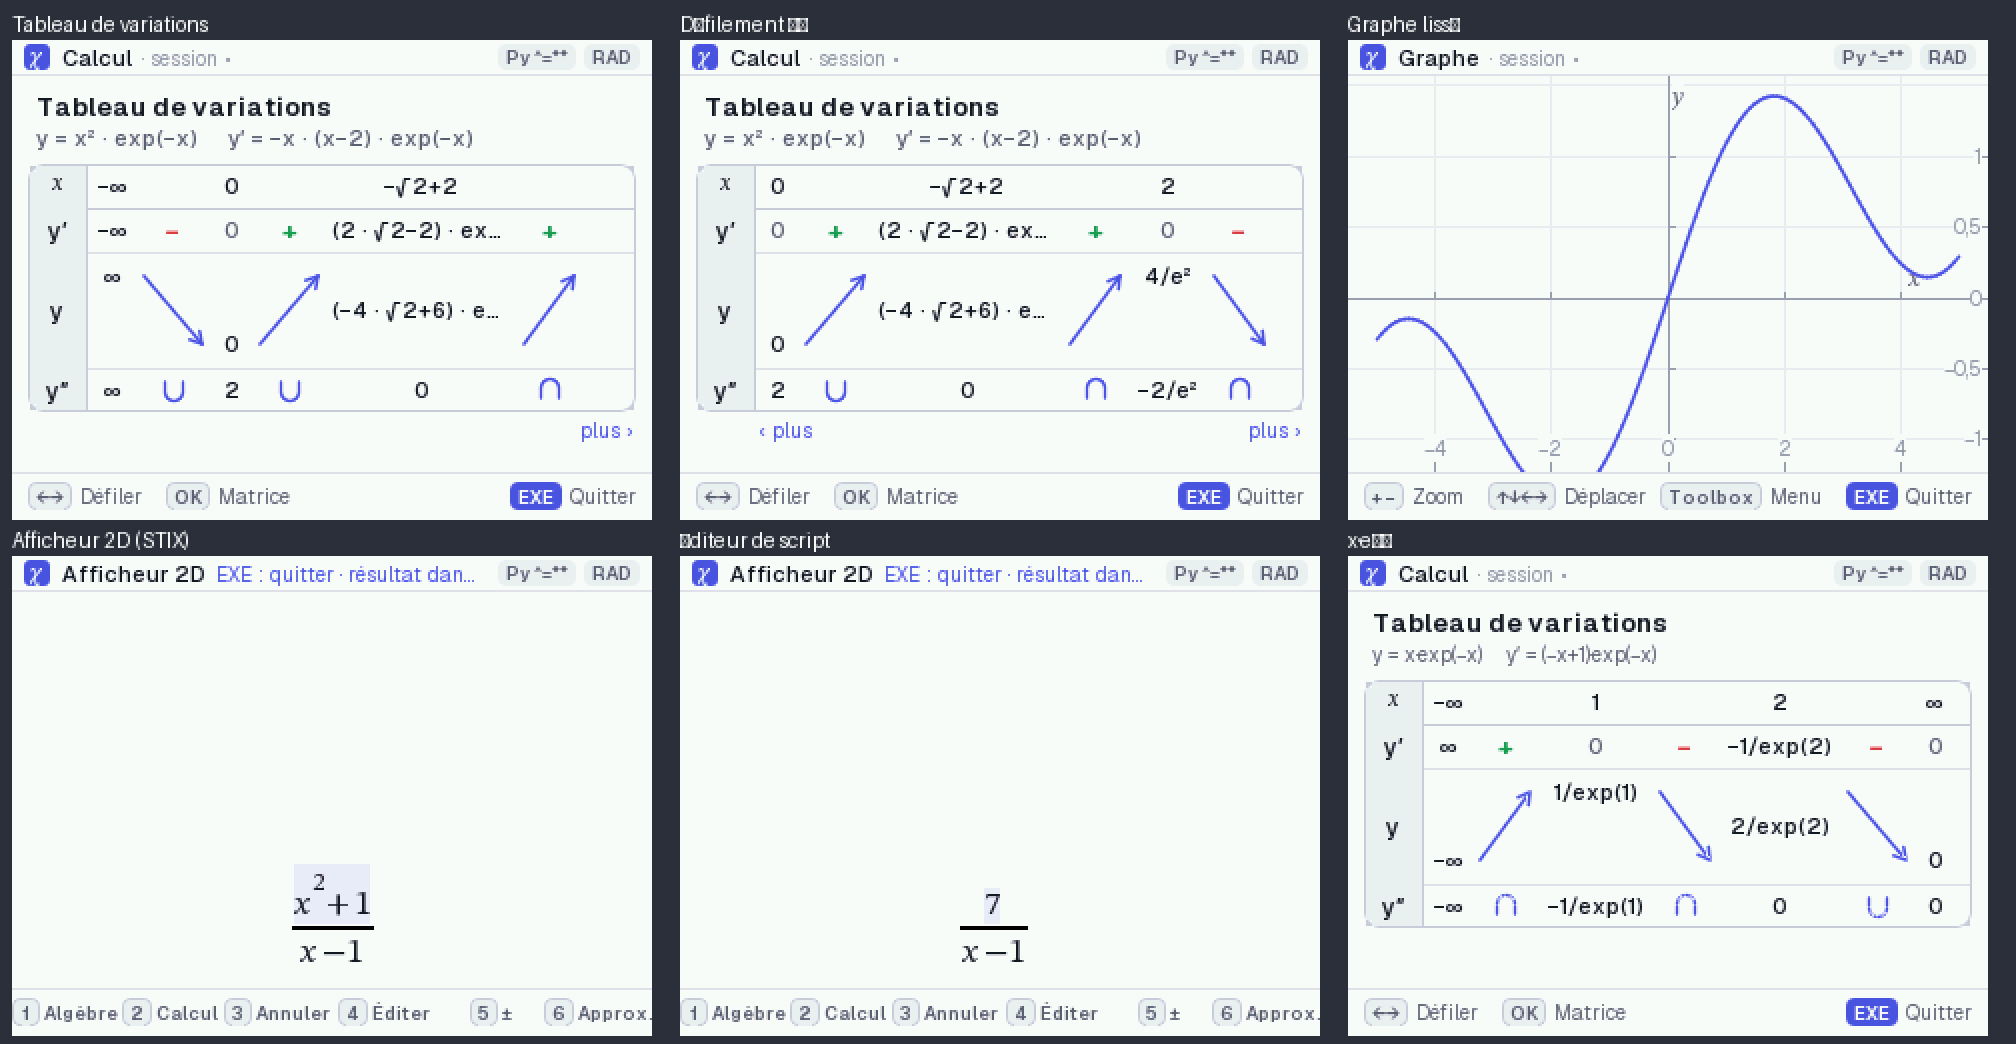 Tableau de variations
χ Calcul · session •
Py ^=** RAD
Tableau de variations
y = x² · exp(−x) y' = −x · (x−2) · exp(−x)
x −∞ 0 −√2+2
y' −∞ − 0 + (2 · √2−2) · ex... +
∞
y (−4 · √2+6) · e...
0
y" ∞ ∪ 2 ∪ 0 ∩
plus ›
↔ Défiler OK Matrice EXE Quitter
D▯filement ▯▯
χ Calcul · session •
Py ^=** RAD
Tableau de variations
y = x² · exp(−x) y' = −x · (x−2) · exp(−x)
x 0 −√2+2 2
y' 0 + (2 · √2−2) · ex... + 0 −
4/e²
y (−4 · √2+6) · e...
0
y" 2 ∪ 0 ∩ −2/e² ∩
‹ plus plus ›
↔ Défiler OK Matrice EXE Quitter
Graphe liss▯
χ Graphe · session •
Py ^=** RAD
y
1
0,5
x
0
−0,5
−1
−4 −2 0 2 4
+− Zoom ↑↓↔ Déplacer Toolbox Menu EXE Quitter
Afficheur 2D (STIX)
χ Afficheur 2D EXE : quitter · résultat dan...
Py ^=** RAD
x²+1
x−1
1 Algèbre 2 Calcul 3 Annuler 4 Éditer 5 ± 6 Approx.
▯diteur de script
χ Afficheur 2D EXE : quitter · résultat dan...
Py ^=** RAD
7
x−1
1 Algèbre 2 Calcul 3 Annuler 4 Éditer 5 ± 6 Approx.
x·e▯▯
χ Calcul · session •
Py ^=** RAD
Tableau de variations
y = x·exp(−x) y' = (−x+1)·exp(−x)
x −∞ 1 2 ∞
y' ∞ + 0 − −1/exp(2) − 0
1/exp(1)
y 2/exp(2)
−∞ 0
y" −∞ ∩ −1/exp(1) ∩ 0 ∪ 0
↔ Défiler OK Matrice EXE Quitter